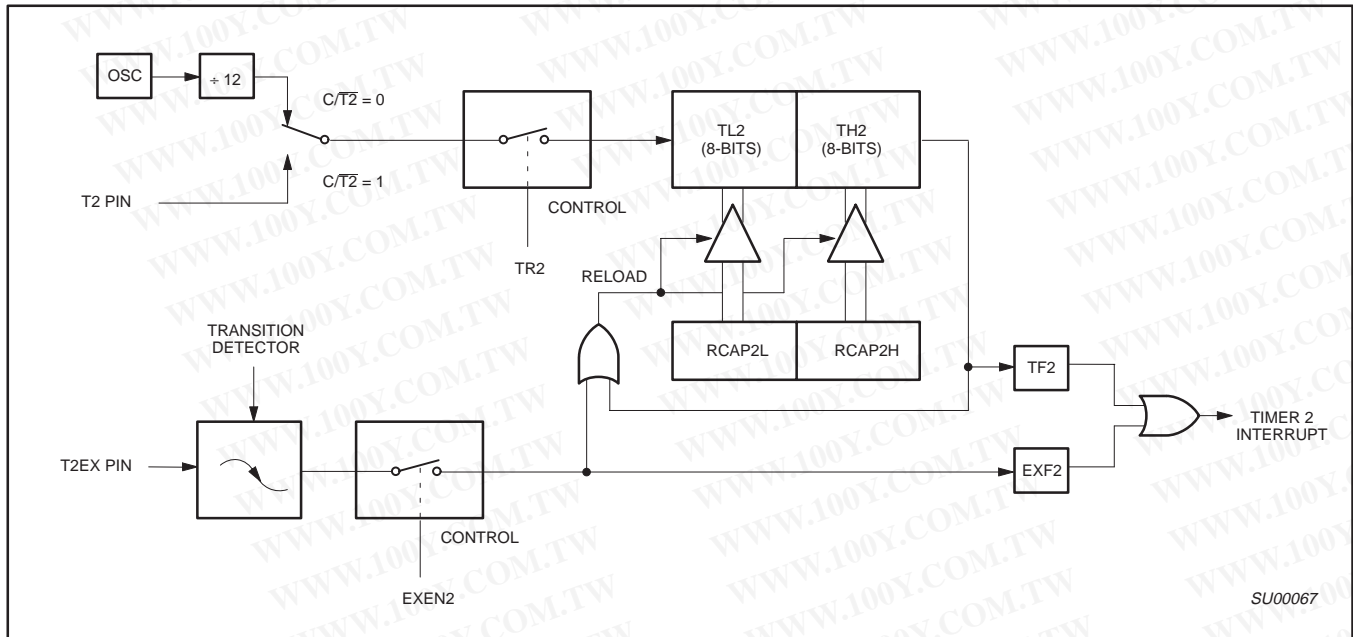 OSC
÷ 12
C/T2 = 0
TL2
(8-BITS)
TH2
(8-BITS)
C/T2 = 1
T2 PIN
CONTROL
TR2
RELOAD
TRANSITION
DETECTOR
RCAP2L
RCAP2H
TF2
TIMER 2
INTERRUPT
T2EX PIN
EXF2
CONTROL
EXEN2
SU00067
WWW.100Y.COM.TW